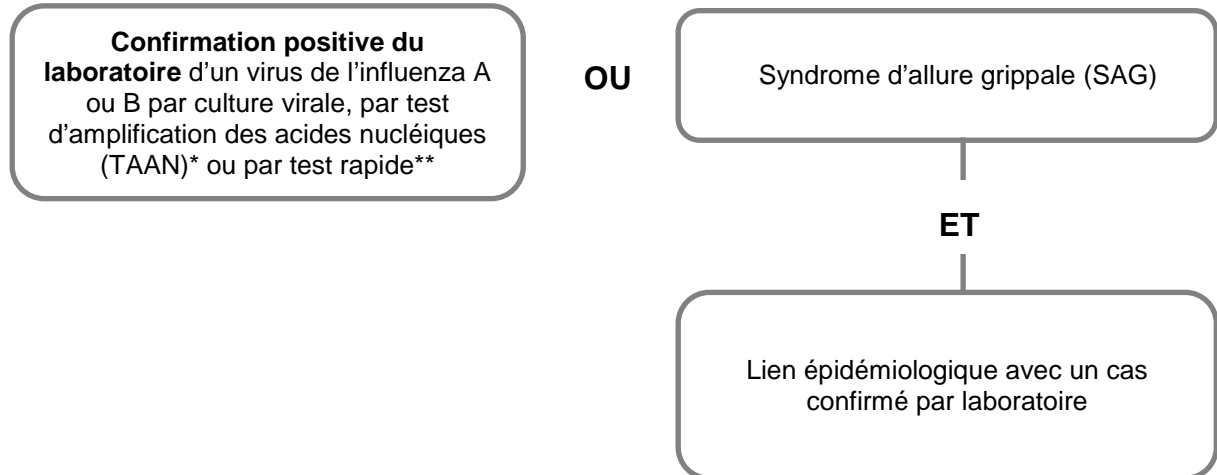 Confirmation positive du
laboratoire d'un virus de l'influenza A
ou B par culture virale, par test
d'amplification des acides nucléiques
(TAAN)* ou par test rapide**
OU
Syndrome d'allure grippale (SAG)
ET
Lien épidémiologique avec un cas
confirmé par laboratoire